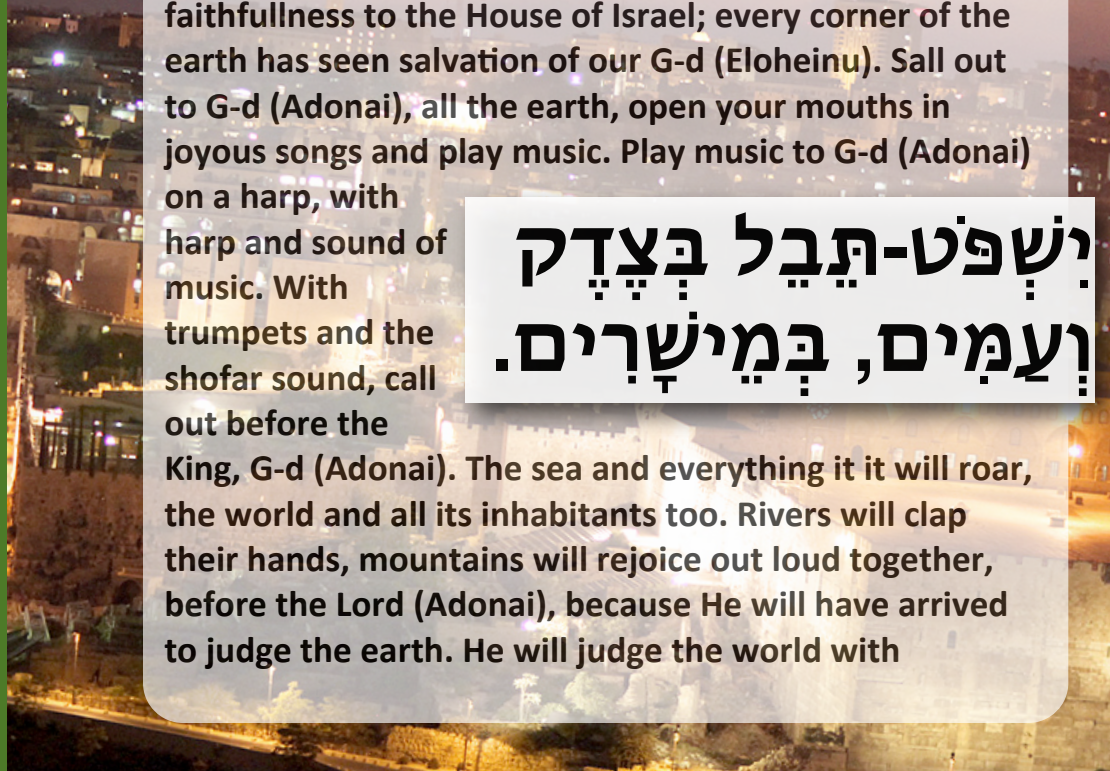 faithfullness to the House of Israel; every corner of the
earth has seen salvation of our G-d (Eloheinu). Sall out
to G-d (Adonai), all the earth, open your mouths in
joyous songs and play music. Play music to G-d (Adonai)
on a harp, with
harp and sound of
music. With
trumpets and the
shofar sound, call
out before the
יִשְׁפֹּט-תֵּבֵל בְּצֶדֶק
וְעַמִּים, בְּמֵישָׁרִים.
King, G-d (Adonai). The sea and everything it it will roar,
the world and all its inhabitants too. Rivers will clap
their hands, mountains will rejoice out loud together,
before the Lord (Adonai), because He will have arrived
to judge the earth. He will judge the world with